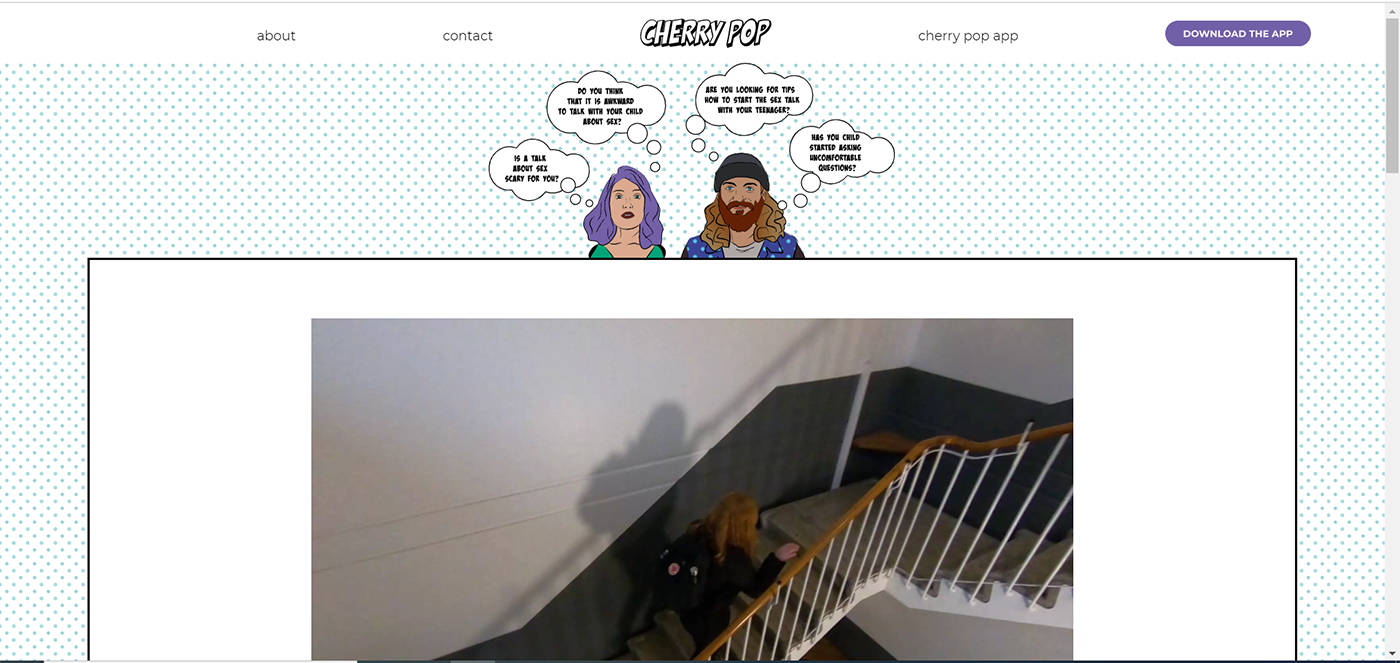 about
contact
CHERRY POP
cherry pop app
DOWNLOAD THE APP
IS A TALK
ABOUT SEX
SCARY FOR YOU?
DO YOU THINK
THAT IT IS AWKWARD
TO TALK WITH YOUR CHILD
ABOUT SEX?
ARE YOU LOOKING FOR TIPS
HOW TO START THE SEX TALK
WITH YOUR TEENAGER?
HAS YOU CHILD
STARTED ASKING
UNCOMFORTABLE
QUESTIONS?